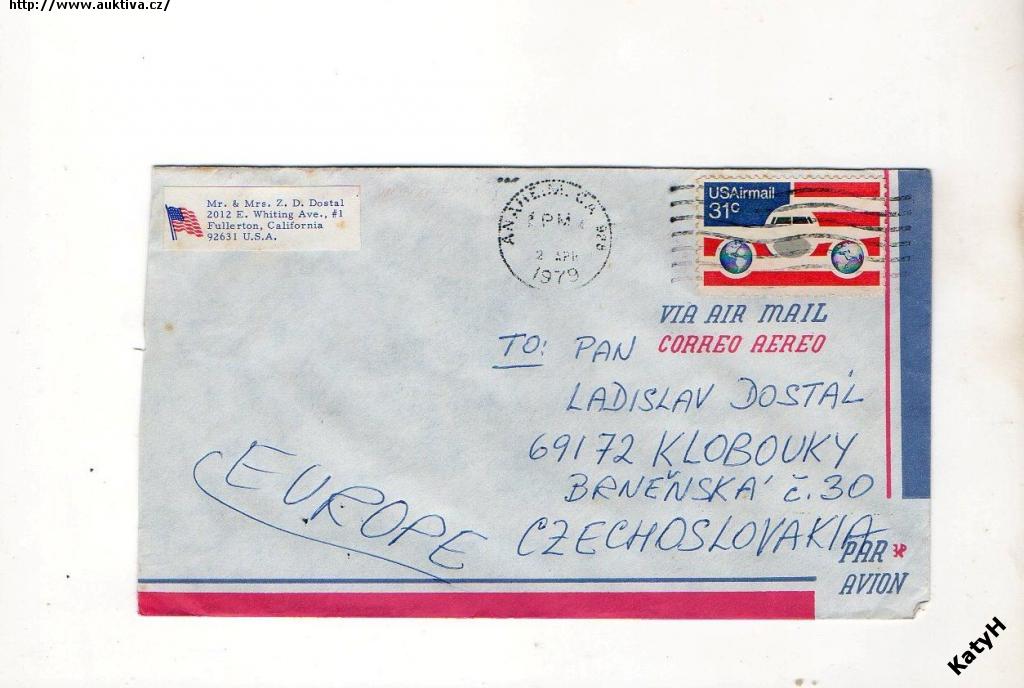 http://www.auktiva.cz/
Mr. & Mrs. Z. D. Dostal
2012 E. Whiting Ave., #1
Fullerton, California
92631 U.S.A.
ANAHEIM, CA 928
PM
2 APR
1979
USAirmail
31c
VIA AIR MAIL
CORREO AEREO
TO: PAN
LADISLAV DOSTÁL
69172 KLOBOUKY
BRNĚŇSKÁ č. 30
CZECHOSLOVAKIA
EUROPE
PAR
AVION
KatyH